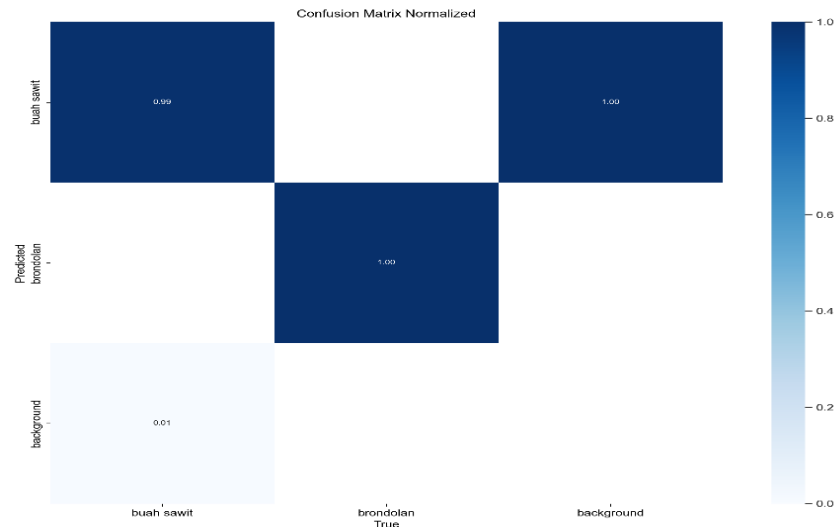 Confusion Matrix Normalized
1.0
buah sawit
0.99
1.00
0.8
0.6
Predicted
brondolan
1.00
0.4
0.2
background
0.01
0.0
buah sawit
brondolan
background
True